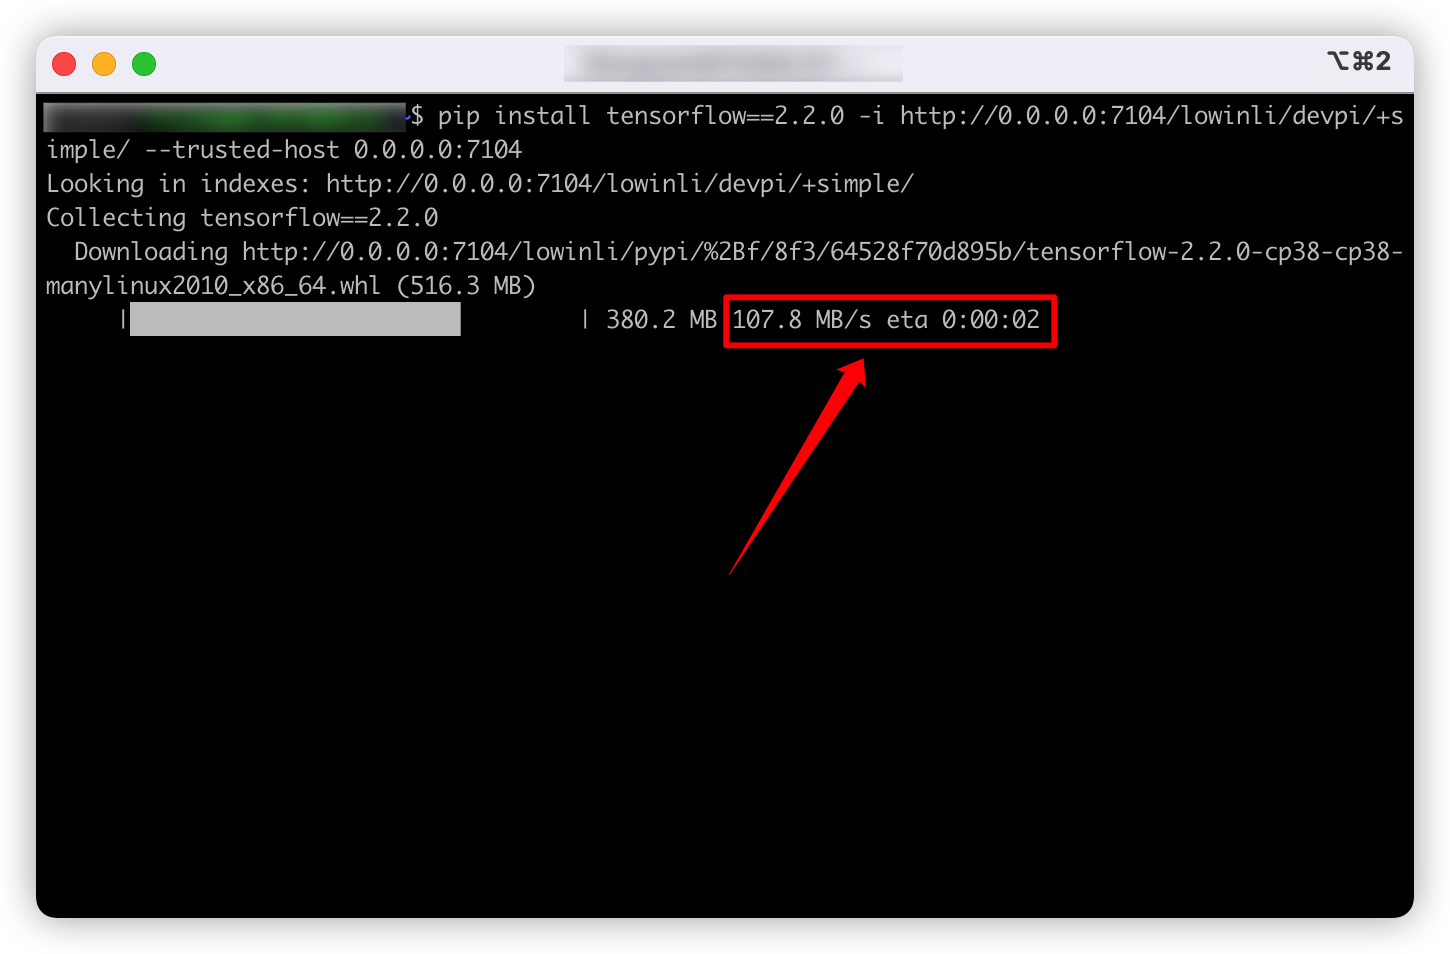 ⌥⌘2
~$ pip install tensorflow==2.2.0 -i http://0.0.0.0:7104/lowinli/devpi/+s
imple/ --trusted-host 0.0.0.0:7104
Looking in indexes: http://0.0.0.0:7104/lowinli/devpi/+simple/
Collecting tensorflow==2.2.0
  Downloading http://0.0.0.0:7104/lowinli/pypi/%2Bf/8f3/64528f70d895b/tensorflow-2.2.0-cp38-cp38-
manylinux2010_x86_64.whl (516.3 MB)
| | 380.2 MB 107.8 MB/s eta 0:00:02